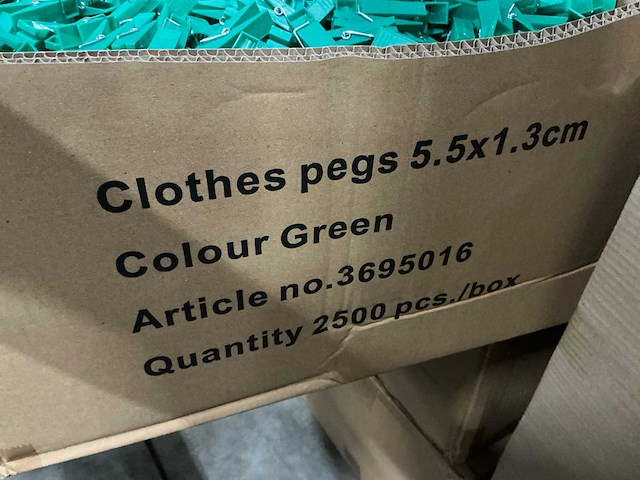 Clothes pegs 5.5x1.3cm
Colour Green
Article no.3695016
Quantity 2500 pcs./box